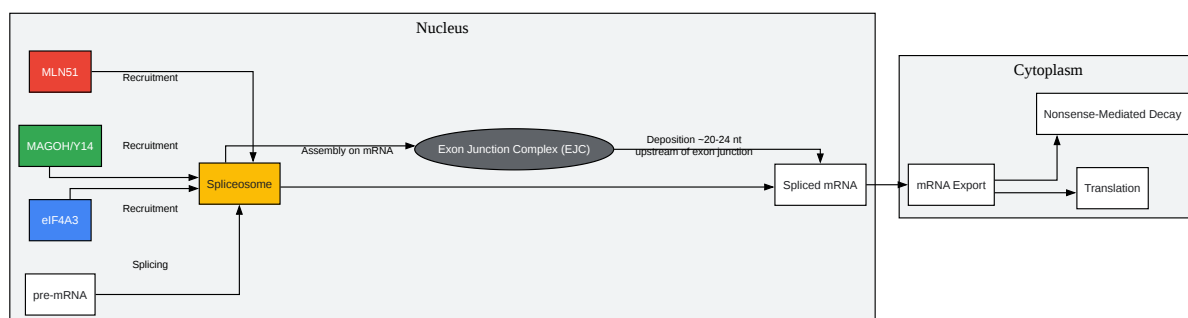 Nucleus
MLN51
Recruitment
MAGOH/Y14
Recruitment
Spliceosome
eIF4A3
Recruitment
Splicing
pre-mRNA
Assembly on mRNA
Exon Junction Complex (EJC)
Deposition ~20-24 nt
upstream of exon junction
Spliced mRNA
Cytoplasm
Nonsense-Mediated Decay
mRNA Export
Translation